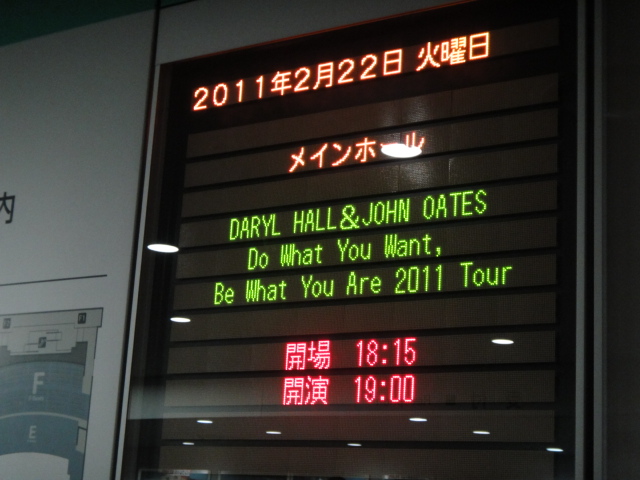 2011年2月22日 火曜日
メインホール
DARYL HALL&JOHN OATES
Do What You Want,
Be What You Are 2011 Tour
開場 18:15
開演 19:00
内
F
E